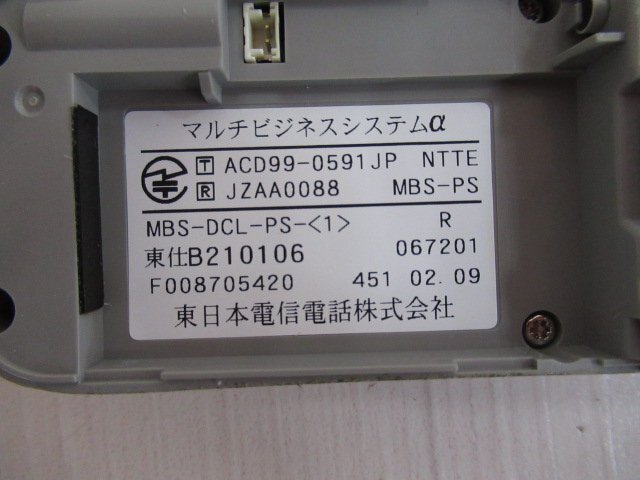 マルチビジネスシステムα
T ACD99-0591JP NTTE
R JZAA0088 MBS-PS
MBS-DCL-PS-<1> R
東仕B210106 067201
F008705420 451 02.09
東日本電信電話株式会社